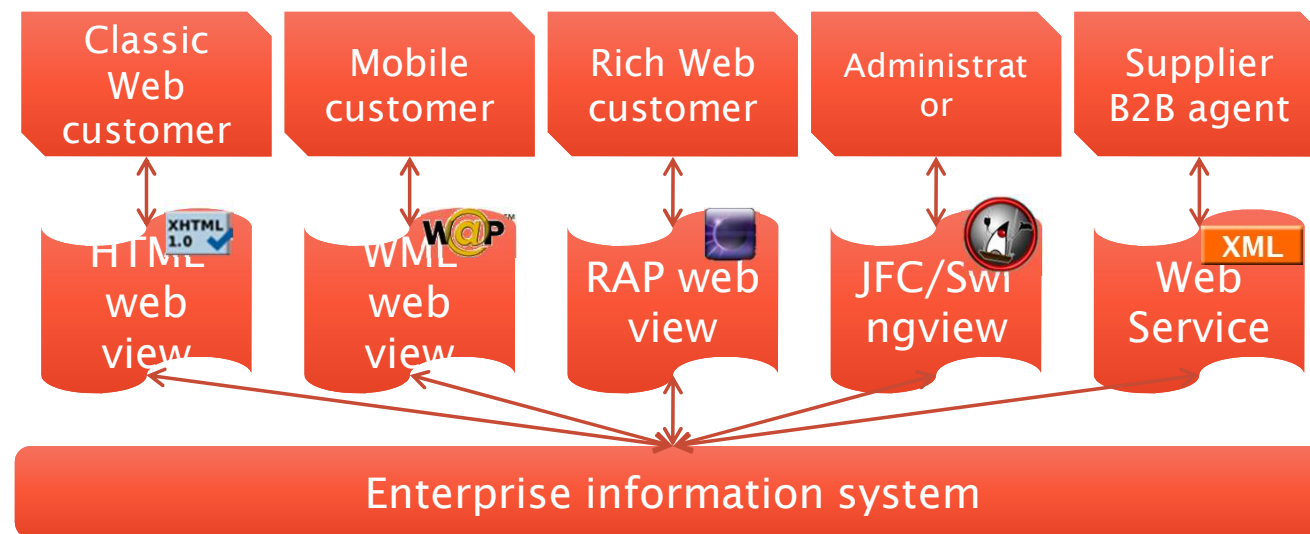 Classic
Web
customer
Mobile
customer
Rich Web
customer
Administrat
or
Supplier
B2B agent
XHTML
1.0
HTML
web
view
W@P™
WML
web
view
RAP web
view
JFC/Swi
ngview
XML
Web
Service
Enterprise information system